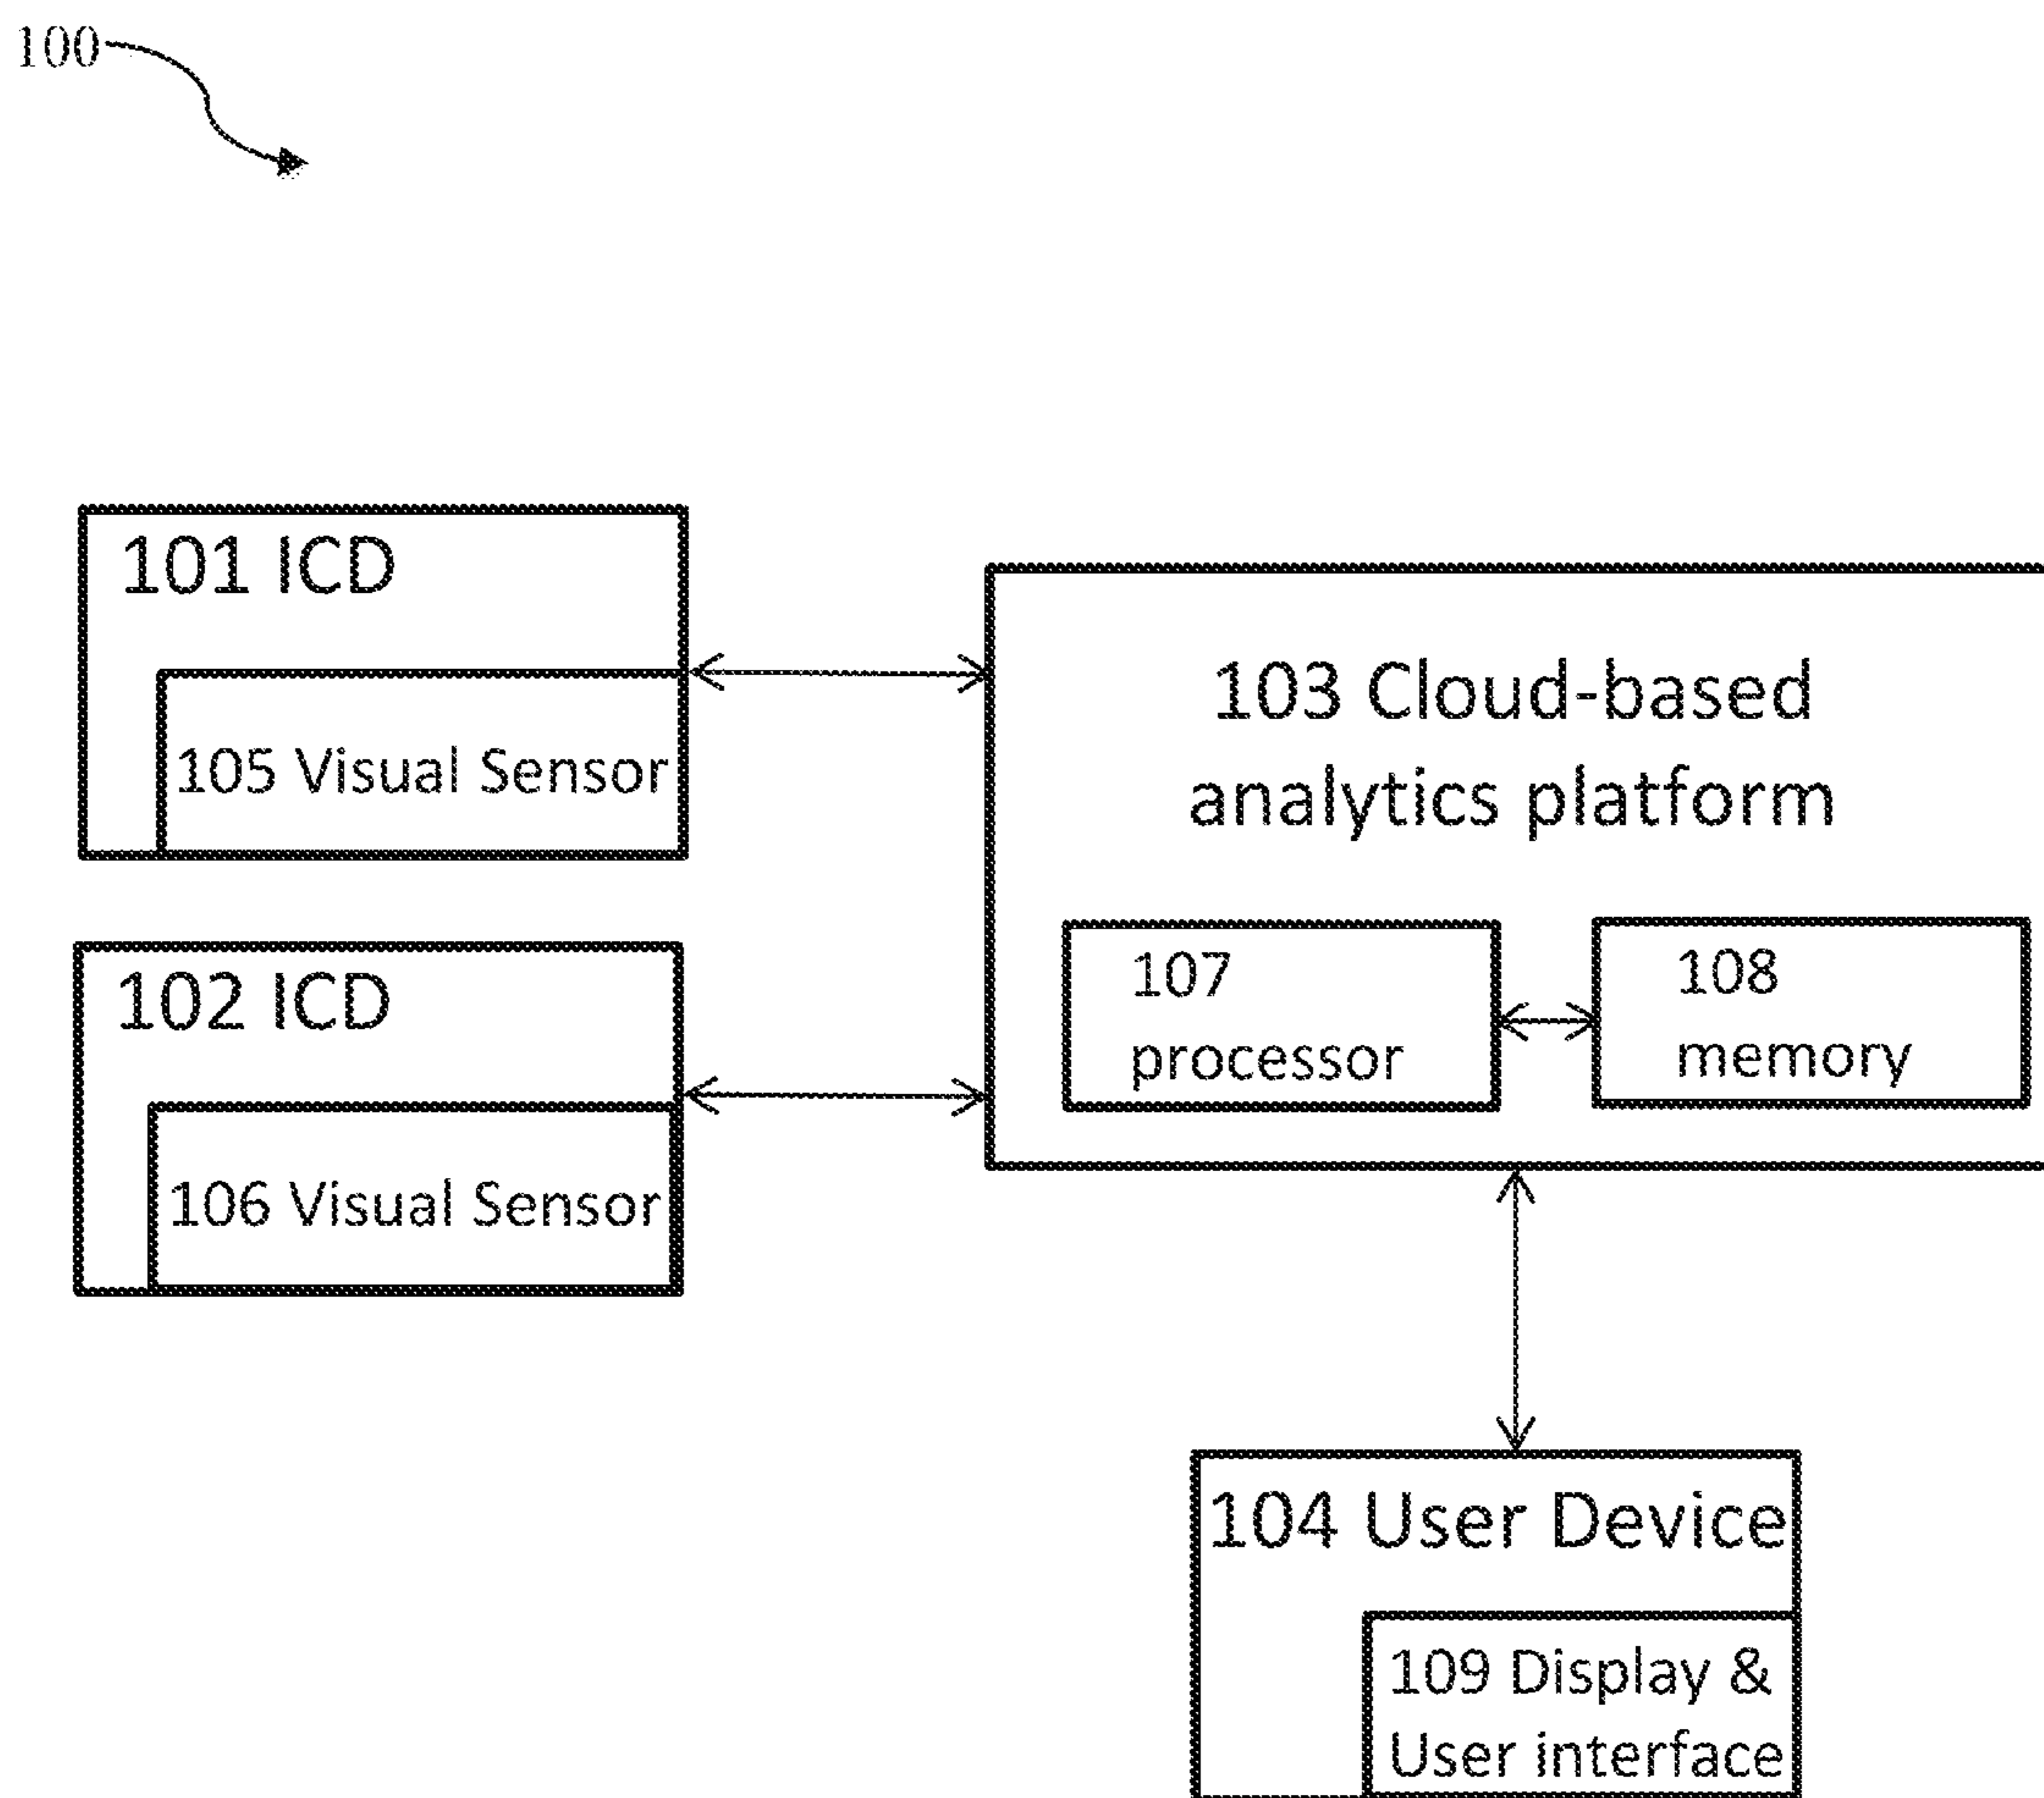 100
101 ICD
105 Visual Sensor
102 ICD
106 Visual Sensor
103 Cloud-based
analytics platform
107
processor
108
memory
104 User Device
109 Display &
User interface